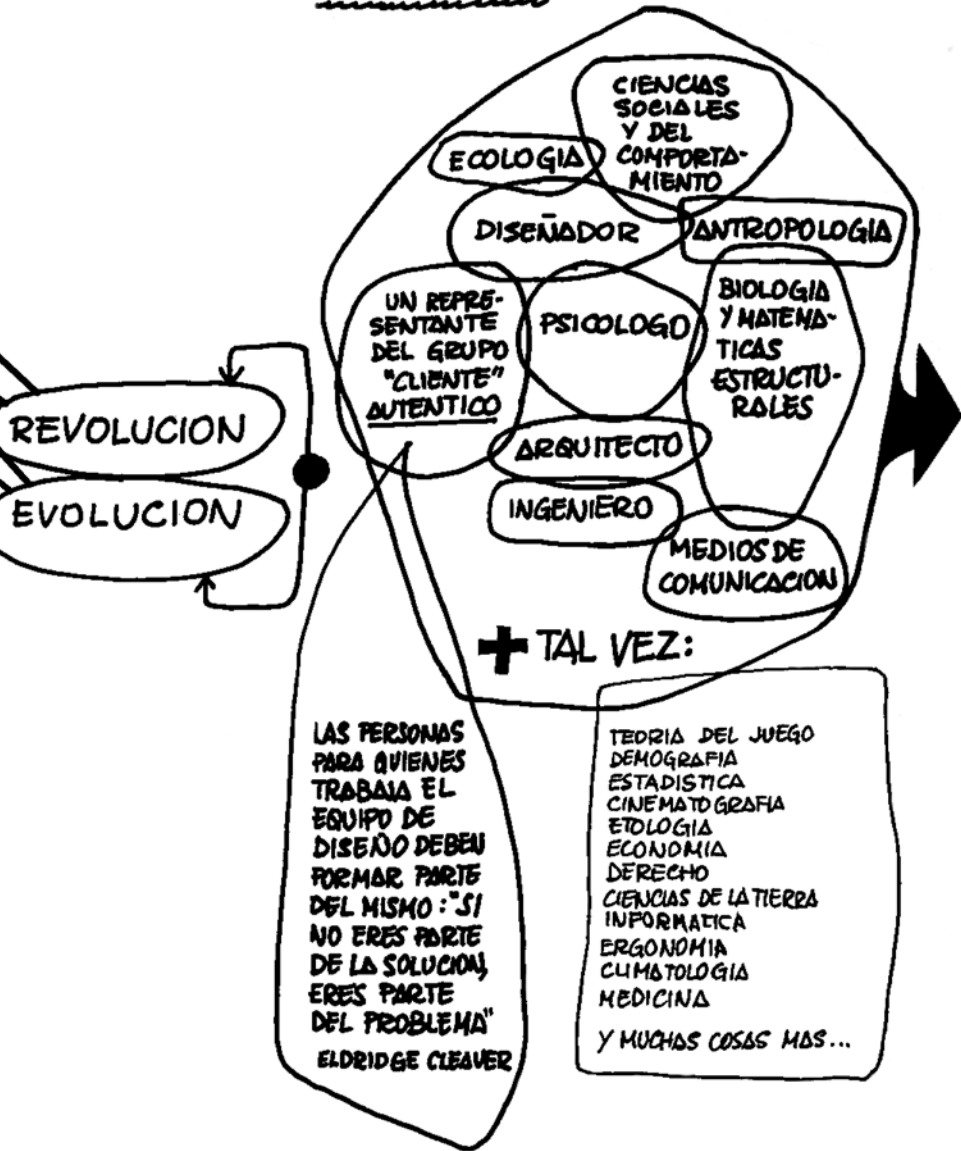 REVOLUCION
EVOLUCION
CIENCIAS
SOCIALES
Y DEL
COMPORTA-
MIENTO
ECOLOGIA
DISEÑADOR
ANTROPOLOGIA
UN REPRE-
SENTANTE
DEL GRUPO
"CLIENTE"
AUTENTICO
PSICOLOGO
BIOLOGIA
Y MATEMA-
TICAS
ESTRUCTU-
RALES
ARQUITECTO
INGENIERO
MEDIOS DE
COMUNICACION
+ TAL VEZ:
LAS PERSONAS
PARA QUIENES
TRABAJA EL
EQUIPO DE
DISEÑO DEBEN
FORMAR PARTE
DEL MISMO: "SI
NO ERES PARTE
DE LA SOLUCION,
ERES PARTE
DEL PROBLEMA"
ELDRIDGE CLEAVER
TEORIA DEL JUEGO
DEMOGRAFIA
ESTADISTICA
CINEMATOGRAFIA
ETOLOGIA
ECONOMIA
DERECHO
CIENCIAS DE LA TIERRA
INFORMATICA
ERGONOMIA
CLIMATOLOGIA
MEDICINA
Y MUCHAS COSAS MAS...